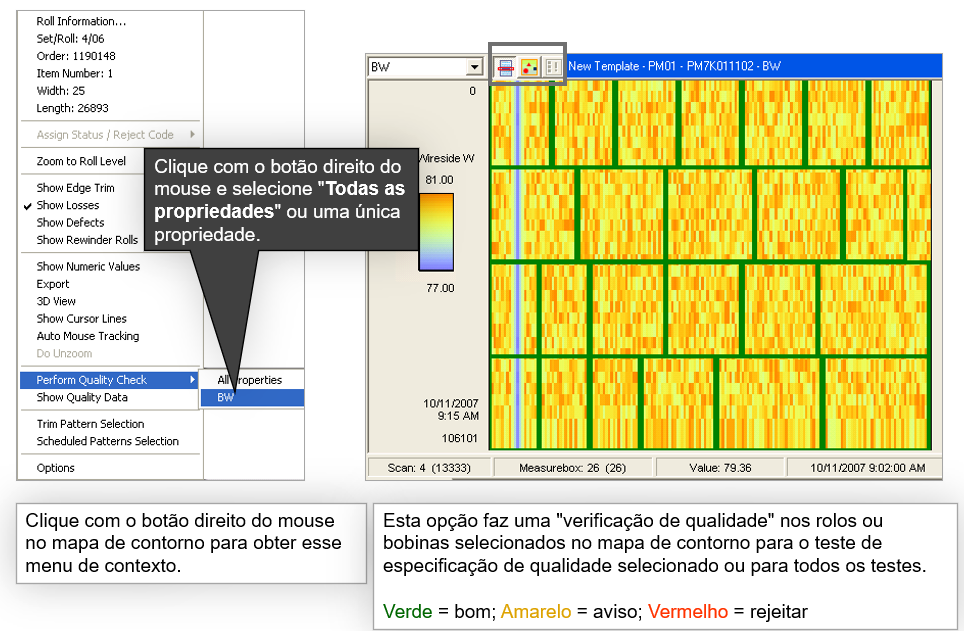 Roll Information...
Set/Roll: 4/06
Order: 1190148
Item Number: 1
Width: 25
Length: 26893
Assign Status / Reject Code
Zoom to Roll Level
Show Edge Trim
Show Losses
Show Defects
Show Rewinder Rolls
Show Numeric Values
Export
3D View
Show Cursor Lines
Auto Mouse Tracking
Do Unzoom
Perform Quality Check
Show Quality Data
Trim Pattern Selection
Scheduled Patterns Selection
Options
BW
Clique com o botão direito do
mouse e selecione "Todas as
propriedades" ou uma única
propriedade.
BW
New Template - PM01 - PM7K011102 - BW
0
Wireside W
81.00
77.00
10/11/2007
9:15 AM
106101
Scan: 4 (13333)
Measurebox: 26 (26)
Value: 79.36
10/11/2007 9:02:00 AM
Clique com o botão direito do mouse
no mapa de contorno para obter esse
menu de contexto.
Esta opção faz uma "verificação de qualidade" nos rolos ou
bobinas selecionados no mapa de contorno para o teste de
especificação de qualidade selecionado ou para todos os testes.
Verde = bom; Amarelo = aviso; Vermelho = rejeitar